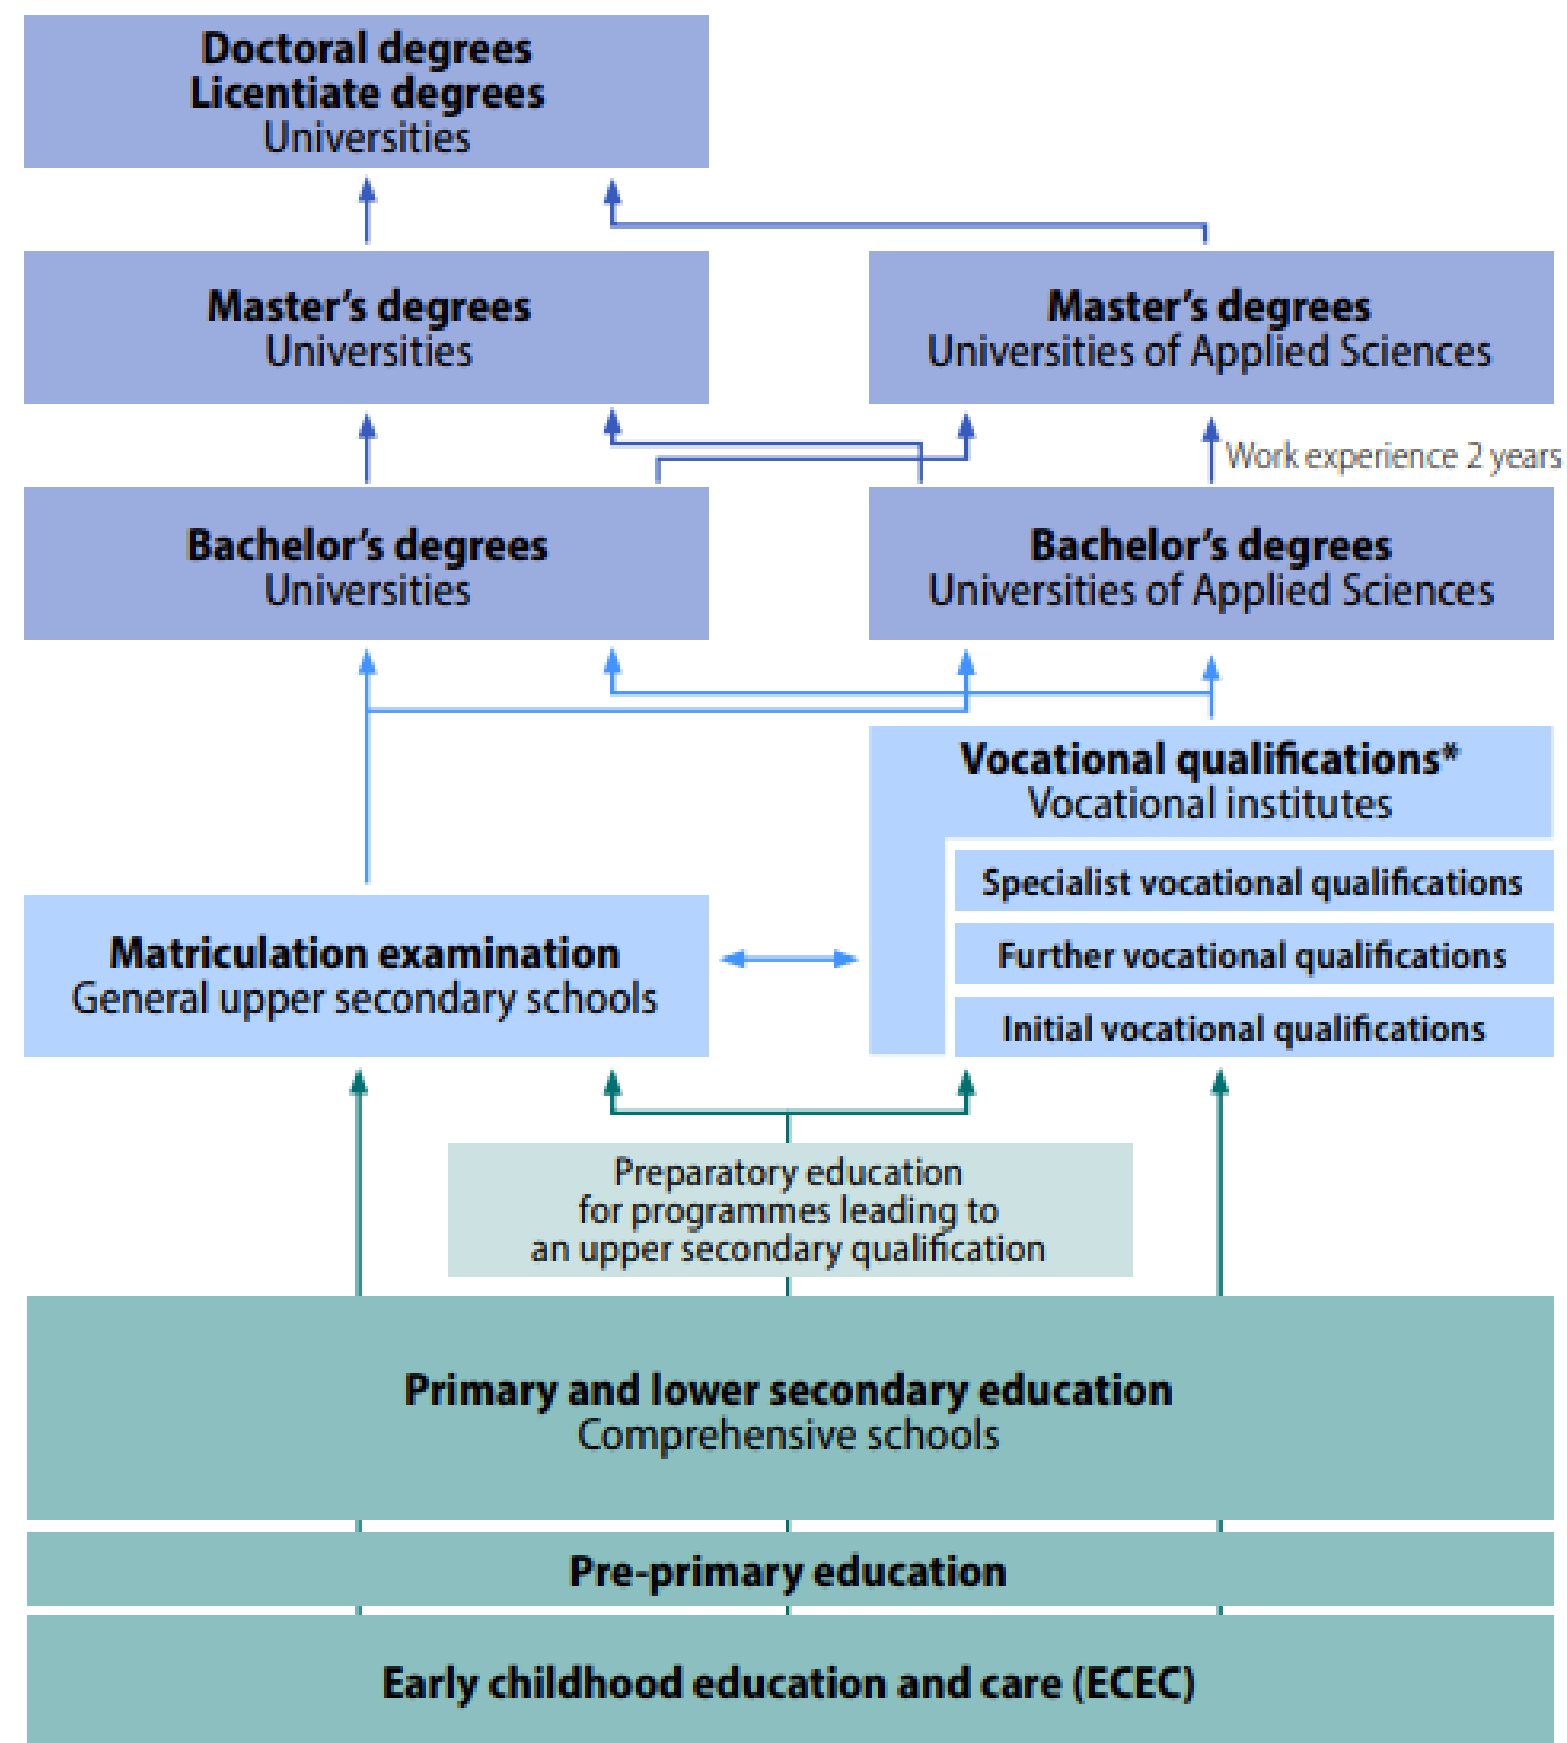 Doctoral degrees
Licentiate degrees
Universities
Master's degrees
Universities
Master's degrees
Universities of Applied Sciences
Work experience 2 years
Bachelor's degrees
Universities
Bachelor's degrees
Universities of Applied Sciences
Vocational qualifications*
Vocational institutes
Specialist vocational qualifications
Further vocational qualifications
Initial vocational qualifications
Matriculation examination
General upper secondary schools
Preparatory education
for programmes leading to
an upper secondary qualification
Primary and lower secondary education
Comprehensive schools
Pre-primary education
Early childhood education and care (ECEC)